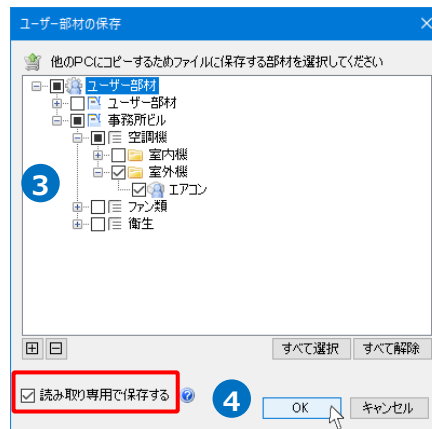 ユーザー部材の保存
他のPCにコピーするためファイルに保存する部材を選択してください
ユーザー部材
ユーザー部材
事務所ビル
空調機
室内機
3
室外機
エアコン
ファン類
衛生
すべて選択 すべて解除
読み取り専用で保存する
4
OK キャンセル